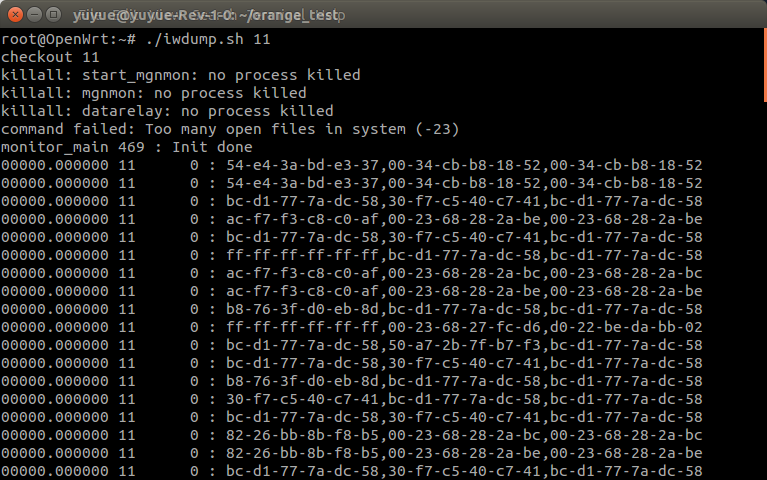 yuyue@yuyue-Rev-1-0: ~/orange_test
root@OpenWrt:~# ./iwdump.sh 11
checkout 11
killall: start_mgnmon: no process killed
killall: mgnmon: no process killed
killall: datarelay: no process killed
command failed: Too many open files in system (-23)
monitor_main 469 : Init done
00000.000000 11      0 : 54-e4-3a-bd-e3-37,00-34-cb-b8-18-52,00-34-cb-b8-18-52
00000.000000 11      0 : 54-e4-3a-bd-e3-37,00-34-cb-b8-18-52,00-34-cb-b8-18-52
00000.000000 11      0 : bc-d1-77-7a-dc-58,30-f7-c5-40-c7-41,bc-d1-77-7a-dc-58
00000.000000 11      0 : ac-f7-f3-c8-c0-af,00-23-68-28-2a-be,00-23-68-28-2a-be
00000.000000 11      0 : bc-d1-77-7a-dc-58,30-f7-c5-40-c7-41,bc-d1-77-7a-dc-58
00000.000000 11      0 : ff-ff-ff-ff-ff-ff,bc-d1-77-7a-dc-58,bc-d1-77-7a-dc-58
00000.000000 11      0 : ac-f7-f3-c8-c0-af,00-23-68-28-2a-bc,00-23-68-28-2a-bc
00000.000000 11      0 : ac-f7-f3-c8-c0-af,00-23-68-28-2a-be,00-23-68-28-2a-be
00000.000000 11      0 : b8-76-3f-d0-eb-8d,bc-d1-77-7a-dc-58,bc-d1-77-7a-dc-58
00000.000000 11      0 : ff-ff-ff-ff-ff-ff,00-23-68-27-fc-d6,d0-22-be-da-bb-02
00000.000000 11      0 : bc-d1-77-7a-dc-58,50-a7-2b-7f-b7-f3,bc-d1-77-7a-dc-58
00000.000000 11      0 : bc-d1-77-7a-dc-58,30-f7-c5-40-c7-41,bc-d1-77-7a-dc-58
00000.000000 11      0 : b8-76-3f-d0-eb-8d,bc-d1-77-7a-dc-58,bc-d1-77-7a-dc-58
00000.000000 11      0 : 30-f7-c5-40-c7-41,bc-d1-77-7a-dc-58,bc-d1-77-7a-dc-58
00000.000000 11      0 : bc-d1-77-7a-dc-58,30-f7-c5-40-c7-41,bc-d1-77-7a-dc-58
00000.000000 11      0 : 82-26-bb-8b-f8-b5,00-23-68-28-2a-bc,00-23-68-28-2a-bc
00000.000000 11      0 : 82-26-bb-8b-f8-b5,00-23-68-28-2a-be,00-23-68-28-2a-be
00000.000000 11      0 : bc-d1-77-7a-dc-58,30-f7-c5-40-c7-41,bc-d1-77-7a-dc-58